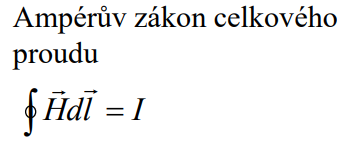 Ampérův zákon celkového
proudu
∮ H⃗dl⃗ = I